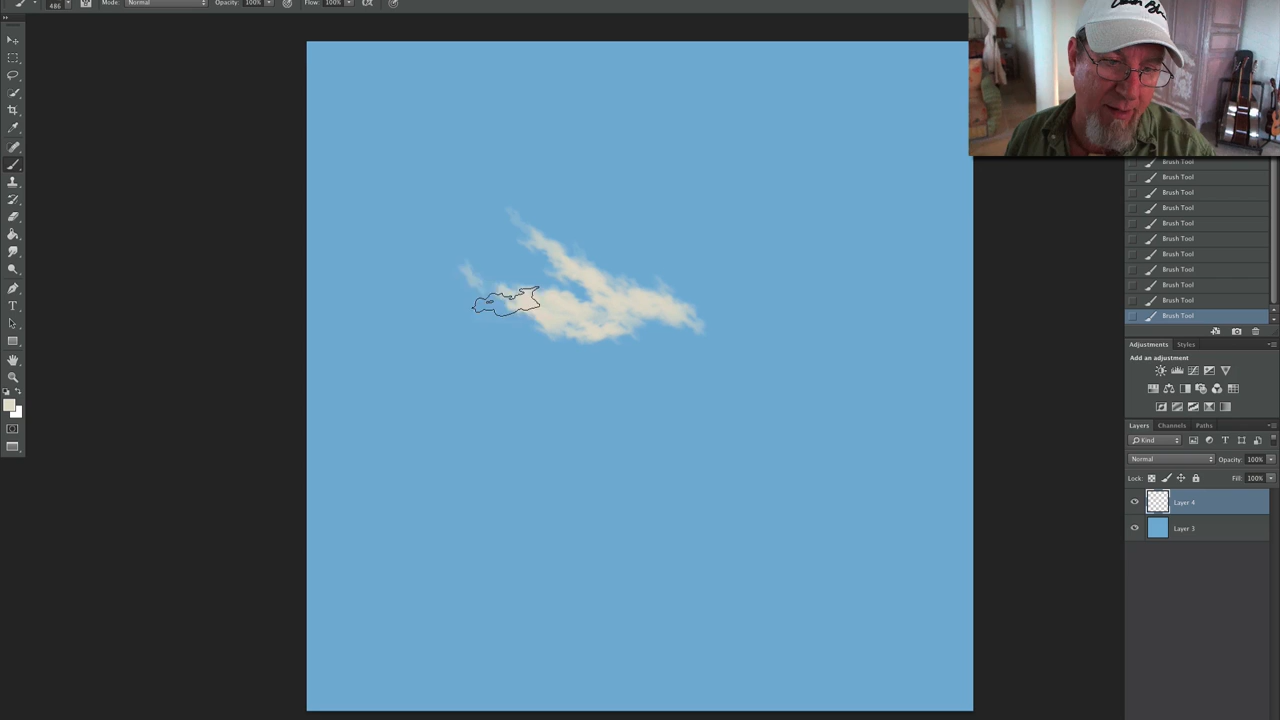 486 Mode: Normal Opacity: 100% Flow: 100%
Brush Tool
Brush Tool
Brush Tool
Brush Tool
Brush Tool
Brush Tool
Brush Tool
Brush Tool
Brush Tool
Brush Tool
Brush Tool
Adjustments Styles
Add an adjustment
Layers Channels Paths
Kind
Normal Opacity: 100%
Lock: Fill: 100%
Layer 4
Layer 3